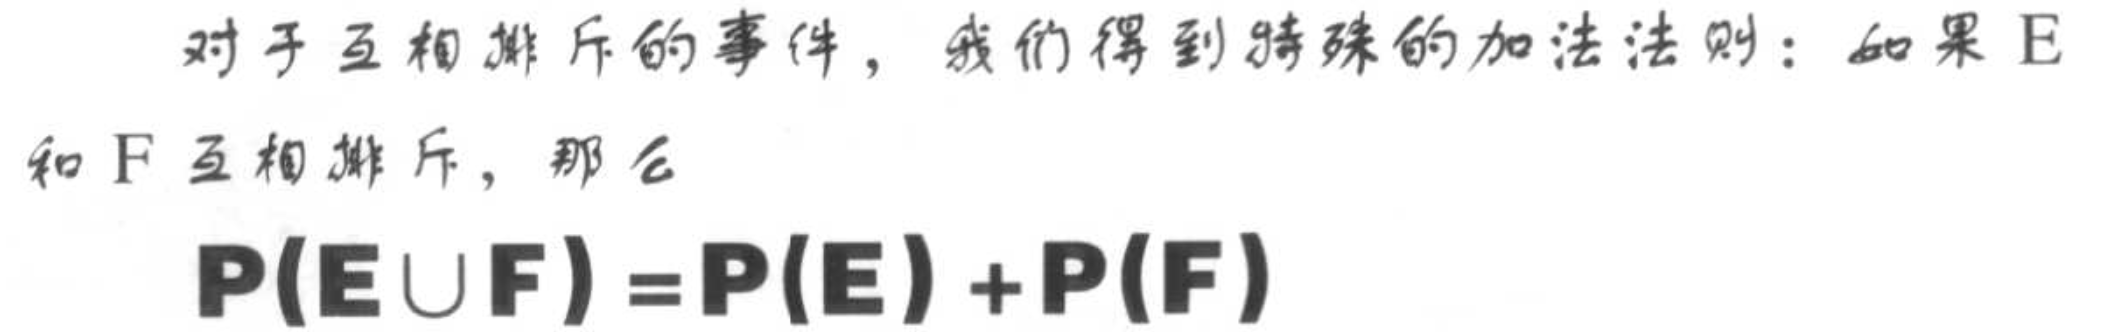 对于互相排斥的事件，我们得到特殊的加法法则：如果 E
和 F 互相排斥，那么
P(E∪F)=P(E)+P(F)